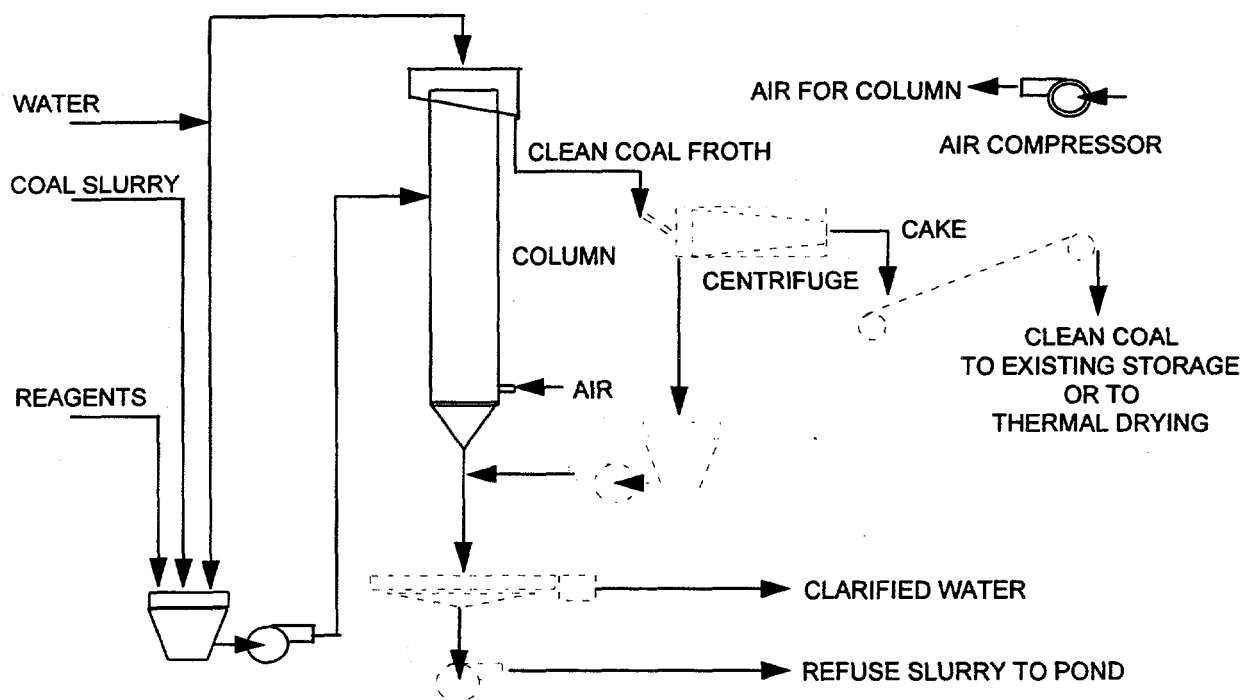 WATER
AIR FOR COLUMN
AIR COMPRESSOR
CLEAN COAL FROTH
COAL SLURRY
CAKE
COLUMN
CENTRIFUGE
CLEAN COAL
TO EXISTING STORAGE
OR TO
THERMAL DRYING
REAGENTS
AIR
CLARIFIED WATER
REFUSE SLURRY TO POND